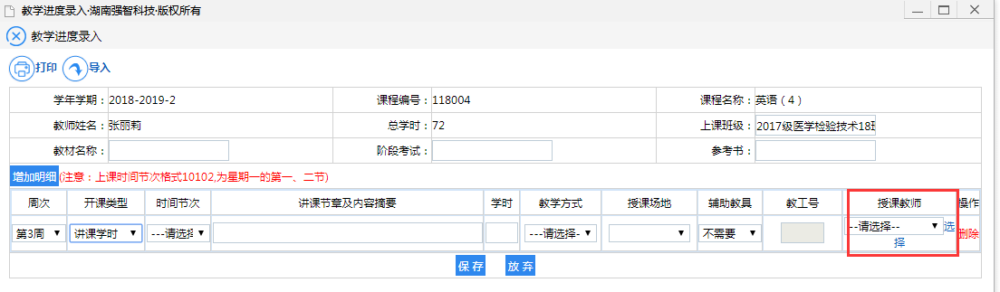 教学进度录入·湖南强智科技·版权所有
教学进度录入
打印 导入
学年学期：2018-2019-2 课程编号：118004 课程名称：英语（4）
教师姓名：张丽莉 总学时：72 上课班级：2017级医学检验技术18班
教材名称： 阶段考试： 参考书：
增加明细(注意：上课时间节次格式10102,为星期一的第一、二节)
周次 开课类型 时间节次 讲课节章及内容摘要 学时 教学方式 授课场地 辅助教具 教工号 授课教师 操作
第3周 讲课学时 ---请选择 ---请选择- 不需要 --请选择-- 选
择 删除
保存 放弃